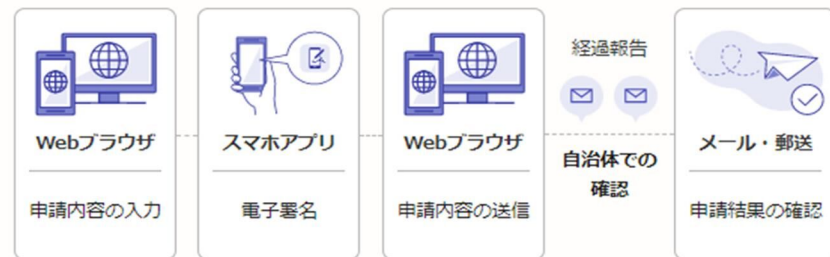 Webブラウザ
申請内容の入力
スマホアプリ
電子署名
Webブラウザ
申請内容の送信
経過報告
自治体での
確認
メール・郵送
申請結果の確認